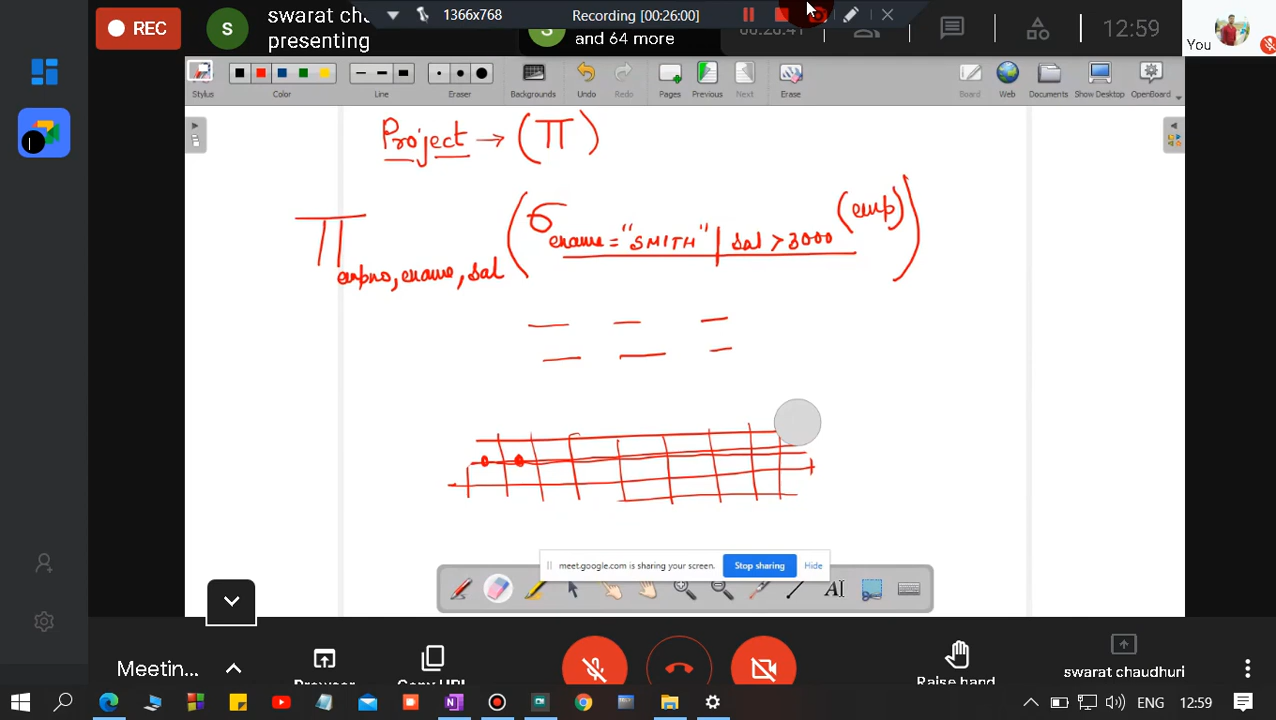 1366x768
Recording [00:26:00]
REC
s
swarat cha
presenting
s
and 64 more
12:59
You
Stylus
Color
Line
Eraser
Backgrounds
Undo
Redo
Pages
Previous
Next
Erase
Board
Web
Documents
Show Desktop
OpenBoard
Project → (π)
π empno, ename, sal (σ ename = "SMITH" | sal > 3000 (emp))
meet.google.com is sharing your screen.
Stop sharing
Hide
AI
Meetin...
swarat chaudhuri
Raise hand
ENG
12:59